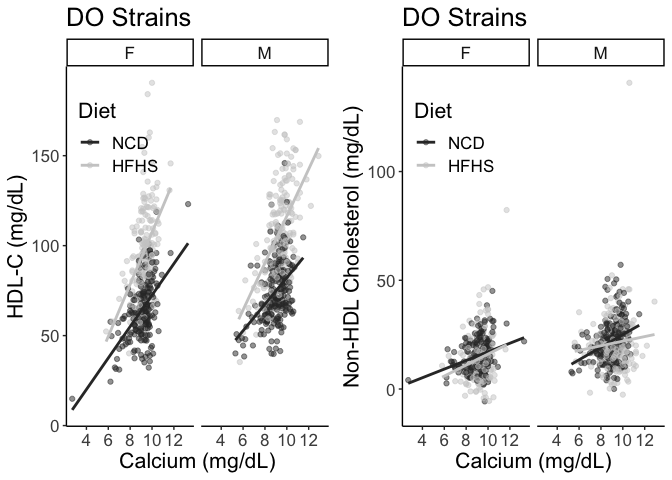 DO Strains
F M
HDL-C (mg/dL)
Diet
NCD
HFHS
150
100
50
0
4 6 8 10 12 4 6 8 10 12
Calcium (mg/dL)
DO Strains
F M
Non-HDL Cholesterol (mg/dL)
Diet
NCD
HFHS
100
50
0
4 6 8 10 12 4 6 8 10 12
Calcium (mg/dL)